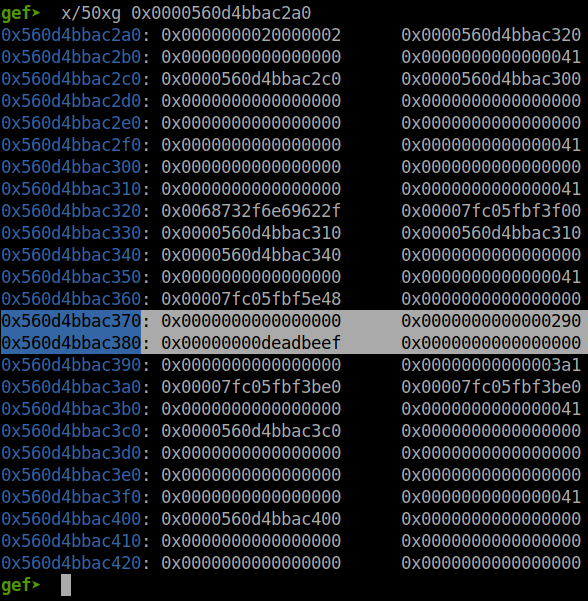 gef➤  x/50xg 0x0000560d4bbac2a0
0x560d4bbac2a0: 0x0000000020000002 0x0000560d4bbac320
0x560d4bbac2b0: 0x0000000000000000 0x0000000000000041
0x560d4bbac2c0: 0x0000560d4bbac2c0 0x0000560d4bbac300
0x560d4bbac2d0: 0x0000000000000000 0x0000000000000000
0x560d4bbac2e0: 0x0000000000000000 0x0000000000000000
0x560d4bbac2f0: 0x0000000000000000 0x0000000000000041
0x560d4bbac300: 0x0000000000000000 0x0000000000000000
0x560d4bbac310: 0x0000000000000000 0x0000000000000041
0x560d4bbac320: 0x0068732f6e69622f 0x00007fc05fbf3f00
0x560d4bbac330: 0x0000560d4bbac310 0x0000560d4bbac310
0x560d4bbac340: 0x0000560d4bbac340 0x0000000000000000
0x560d4bbac350: 0x0000000000000000 0x0000000000000041
0x560d4bbac360: 0x00007fc05fbf5e48 0x0000000000000000
0x560d4bbac370: 0x0000000000000000 0x0000000000000290
0x560d4bbac380: 0x00000000deadbeef 0x0000000000000000
0x560d4bbac390: 0x0000000000000000 0x00000000000003a1
0x560d4bbac3a0: 0x00007fc05fbf3be0 0x00007fc05fbf3be0
0x560d4bbac3b0: 0x0000000000000000 0x0000000000000041
0x560d4bbac3c0: 0x0000560d4bbac3c0 0x0000000000000000
0x560d4bbac3d0: 0x0000000000000000 0x0000000000000000
0x560d4bbac3e0: 0x0000000000000000 0x0000000000000000
0x560d4bbac3f0: 0x0000000000000000 0x0000000000000041
0x560d4bbac400: 0x0000560d4bbac400 0x0000000000000000
0x560d4bbac410: 0x0000000000000000 0x0000000000000000
0x560d4bbac420: 0x0000000000000000 0x0000000000000000
gef➤